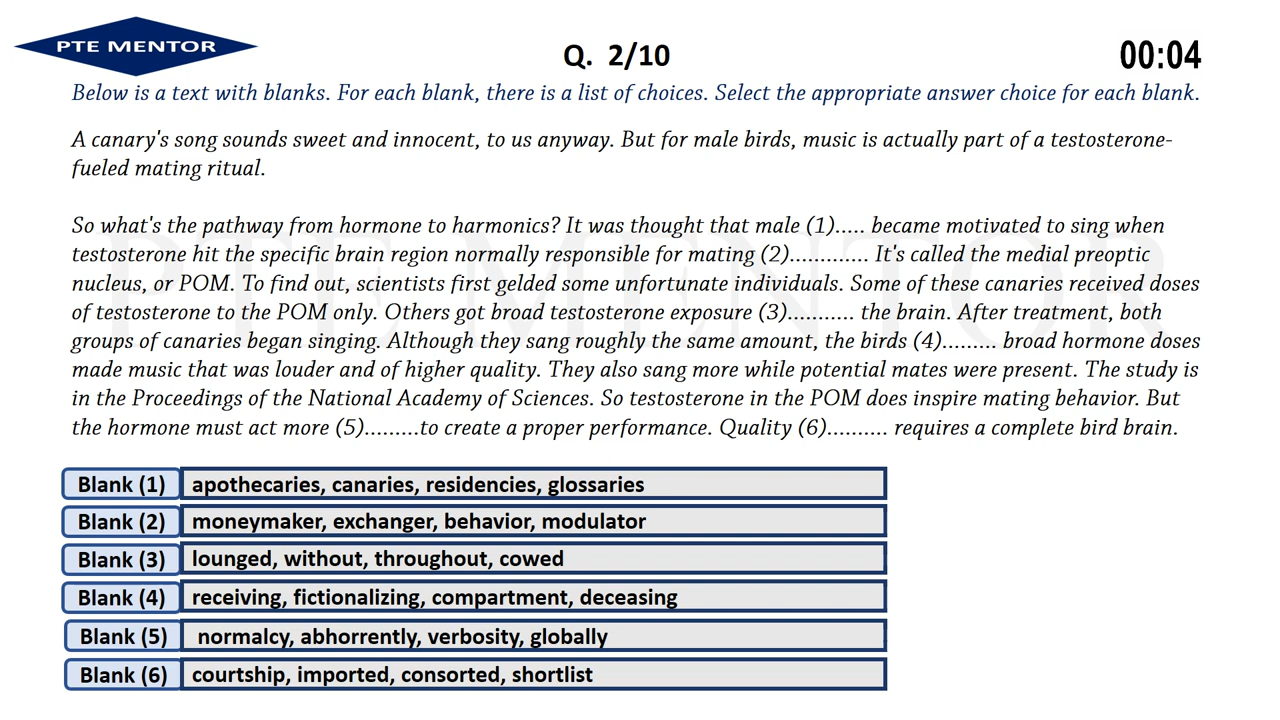 PTE MENTOR
Q. 2/10
00:04
Below is a text with blanks. For each blank, there is a list of choices. Select the appropriate answer choice for each blank.
A canary's song sounds sweet and innocent, to us anyway. But for male birds, music is actually part of a testosterone-
fueled mating ritual.
So what's the pathway from hormone to harmonics? It was thought that male (1)..... became motivated to sing when
testosterone hit the specific brain region normally responsible for mating (2)............. It's called the medial preoptic
nucleus, or POM. To find out, scientists first gelded some unfortunate individuals. Some of these canaries received doses
of testosterone to the POM only. Others got broad testosterone exposure (3)........... the brain. After treatment, both
groups of canaries began singing. Although they sang roughly the same amount, the birds (4)......... broad hormone doses
made music that was louder and of higher quality. They also sang more while potential mates were present. The study is
in the Proceedings of the National Academy of Sciences. So testosterone in the POM does inspire mating behavior. But
the hormone must act more (5).........to create a proper performance. Quality (6).......... requires a complete bird brain.
Blank (1) apothecaries, canaries, residencies, glossaries
Blank (2) moneymaker, exchanger, behavior, modulator
Blank (3) lounged, without, throughout, cowed
Blank (4) receiving, fictionalizing, compartment, deceasing
Blank (5) normalcy, abhorrently, verbosity, globally
Blank (6) courtship, imported, consorted, shortlist
PTE MENTOR